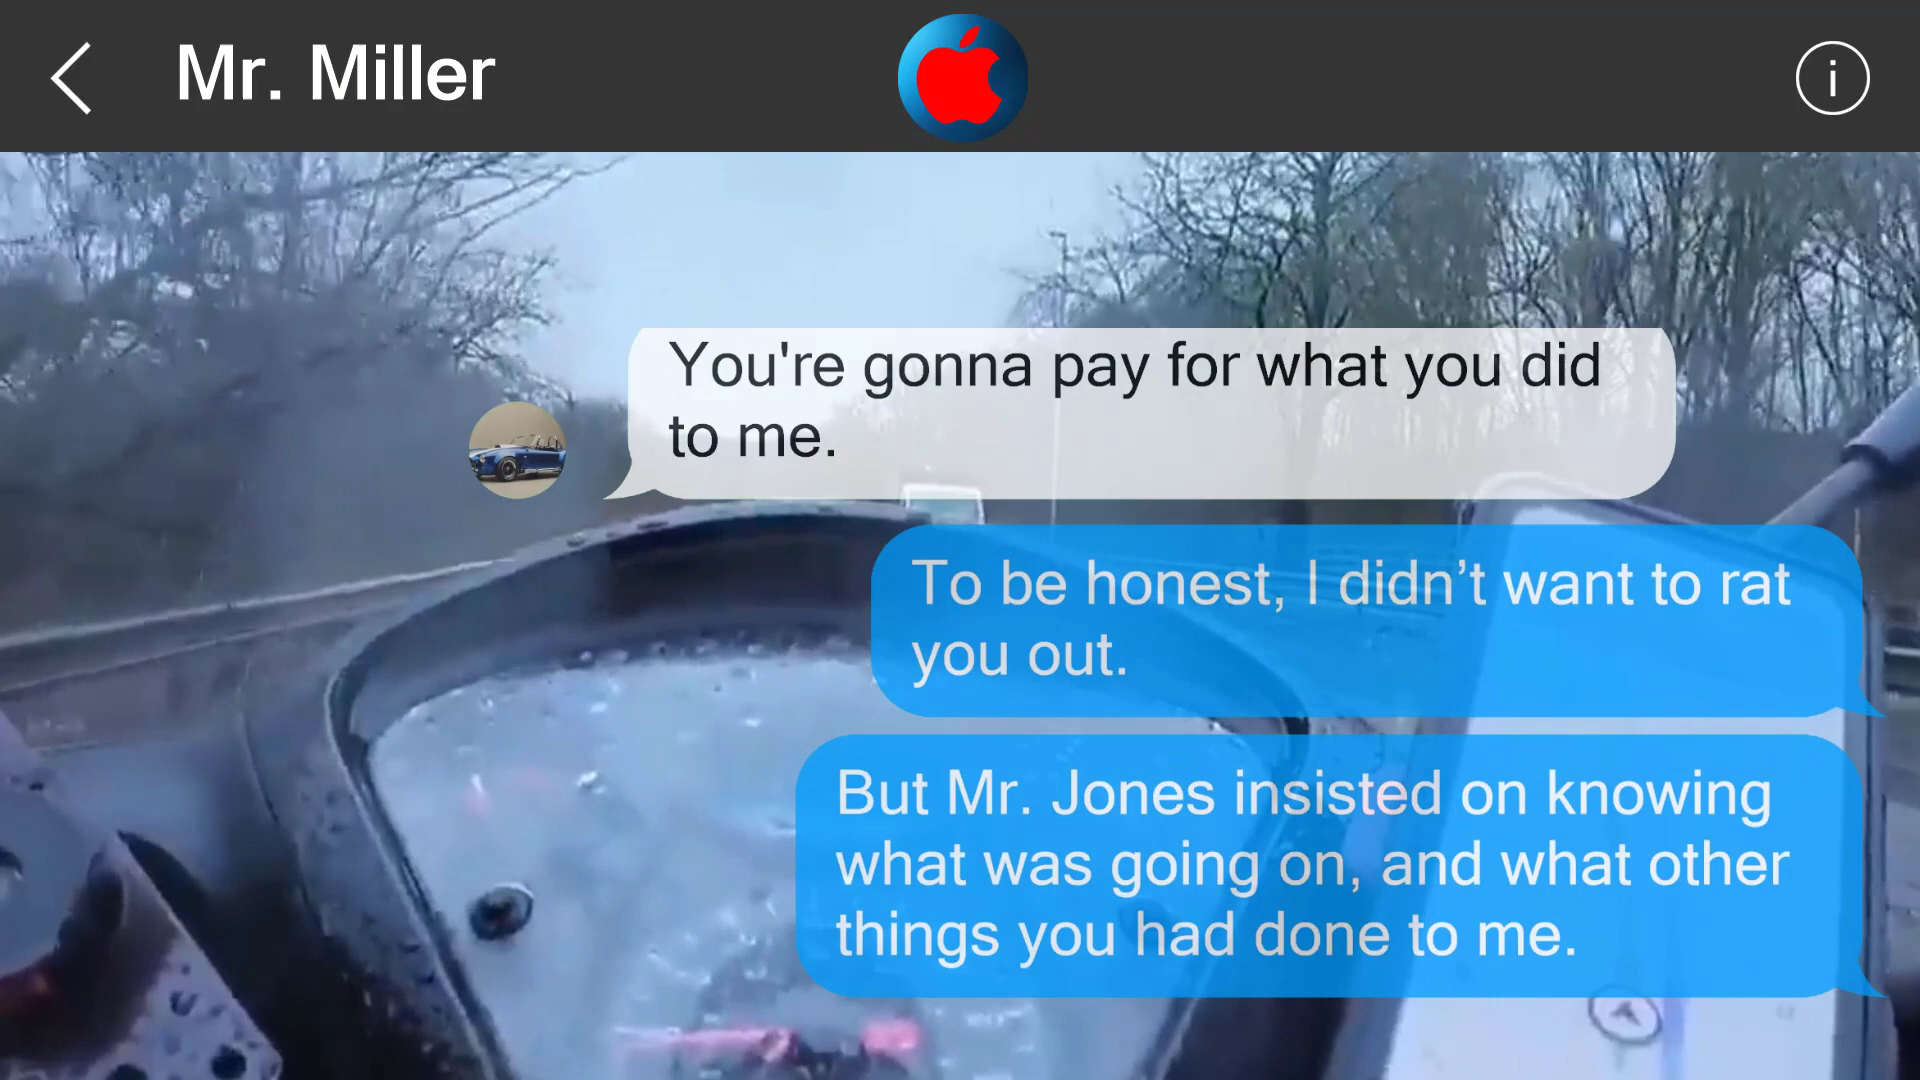 Mr. Miller
i
You're gonna pay for what you did
to me.
To be honest, I didn’t want to rat
you out.
But Mr. Jones insisted on knowing
what was going on, and what other
things you had done to me.